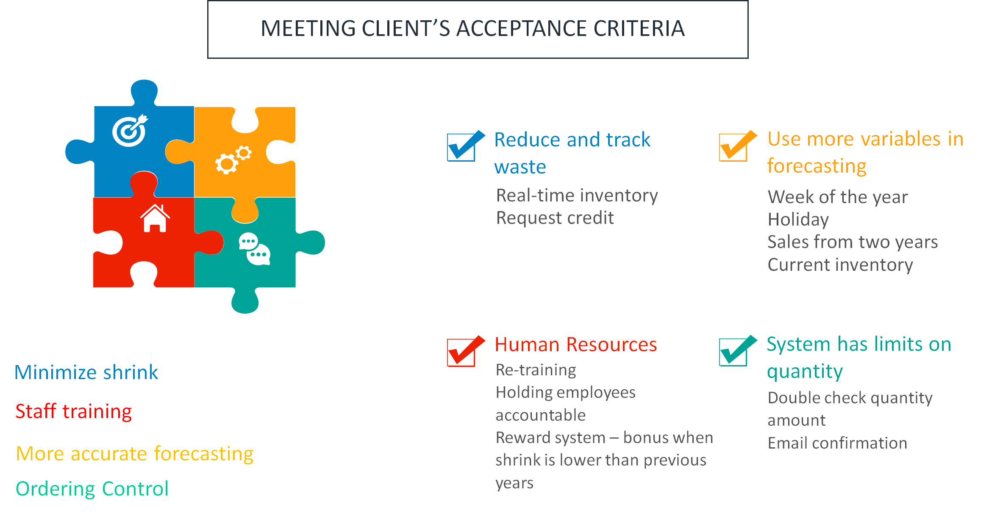 MEETING CLIENT’S ACCEPTANCE CRITERIA
Reduce and track
waste
Real-time inventory
Request credit
Use more variables in
forecasting
Week of the year
Holiday
Sales from two years
Current inventory
Human Resources
Re-training
Holding employees
accountable
Reward system – bonus when
shrink is lower than previous
years
System has limits on
quantity
Double check quantity
amount
Email confirmation
Minimize shrink
Staff training
More accurate forecasting
Ordering Control